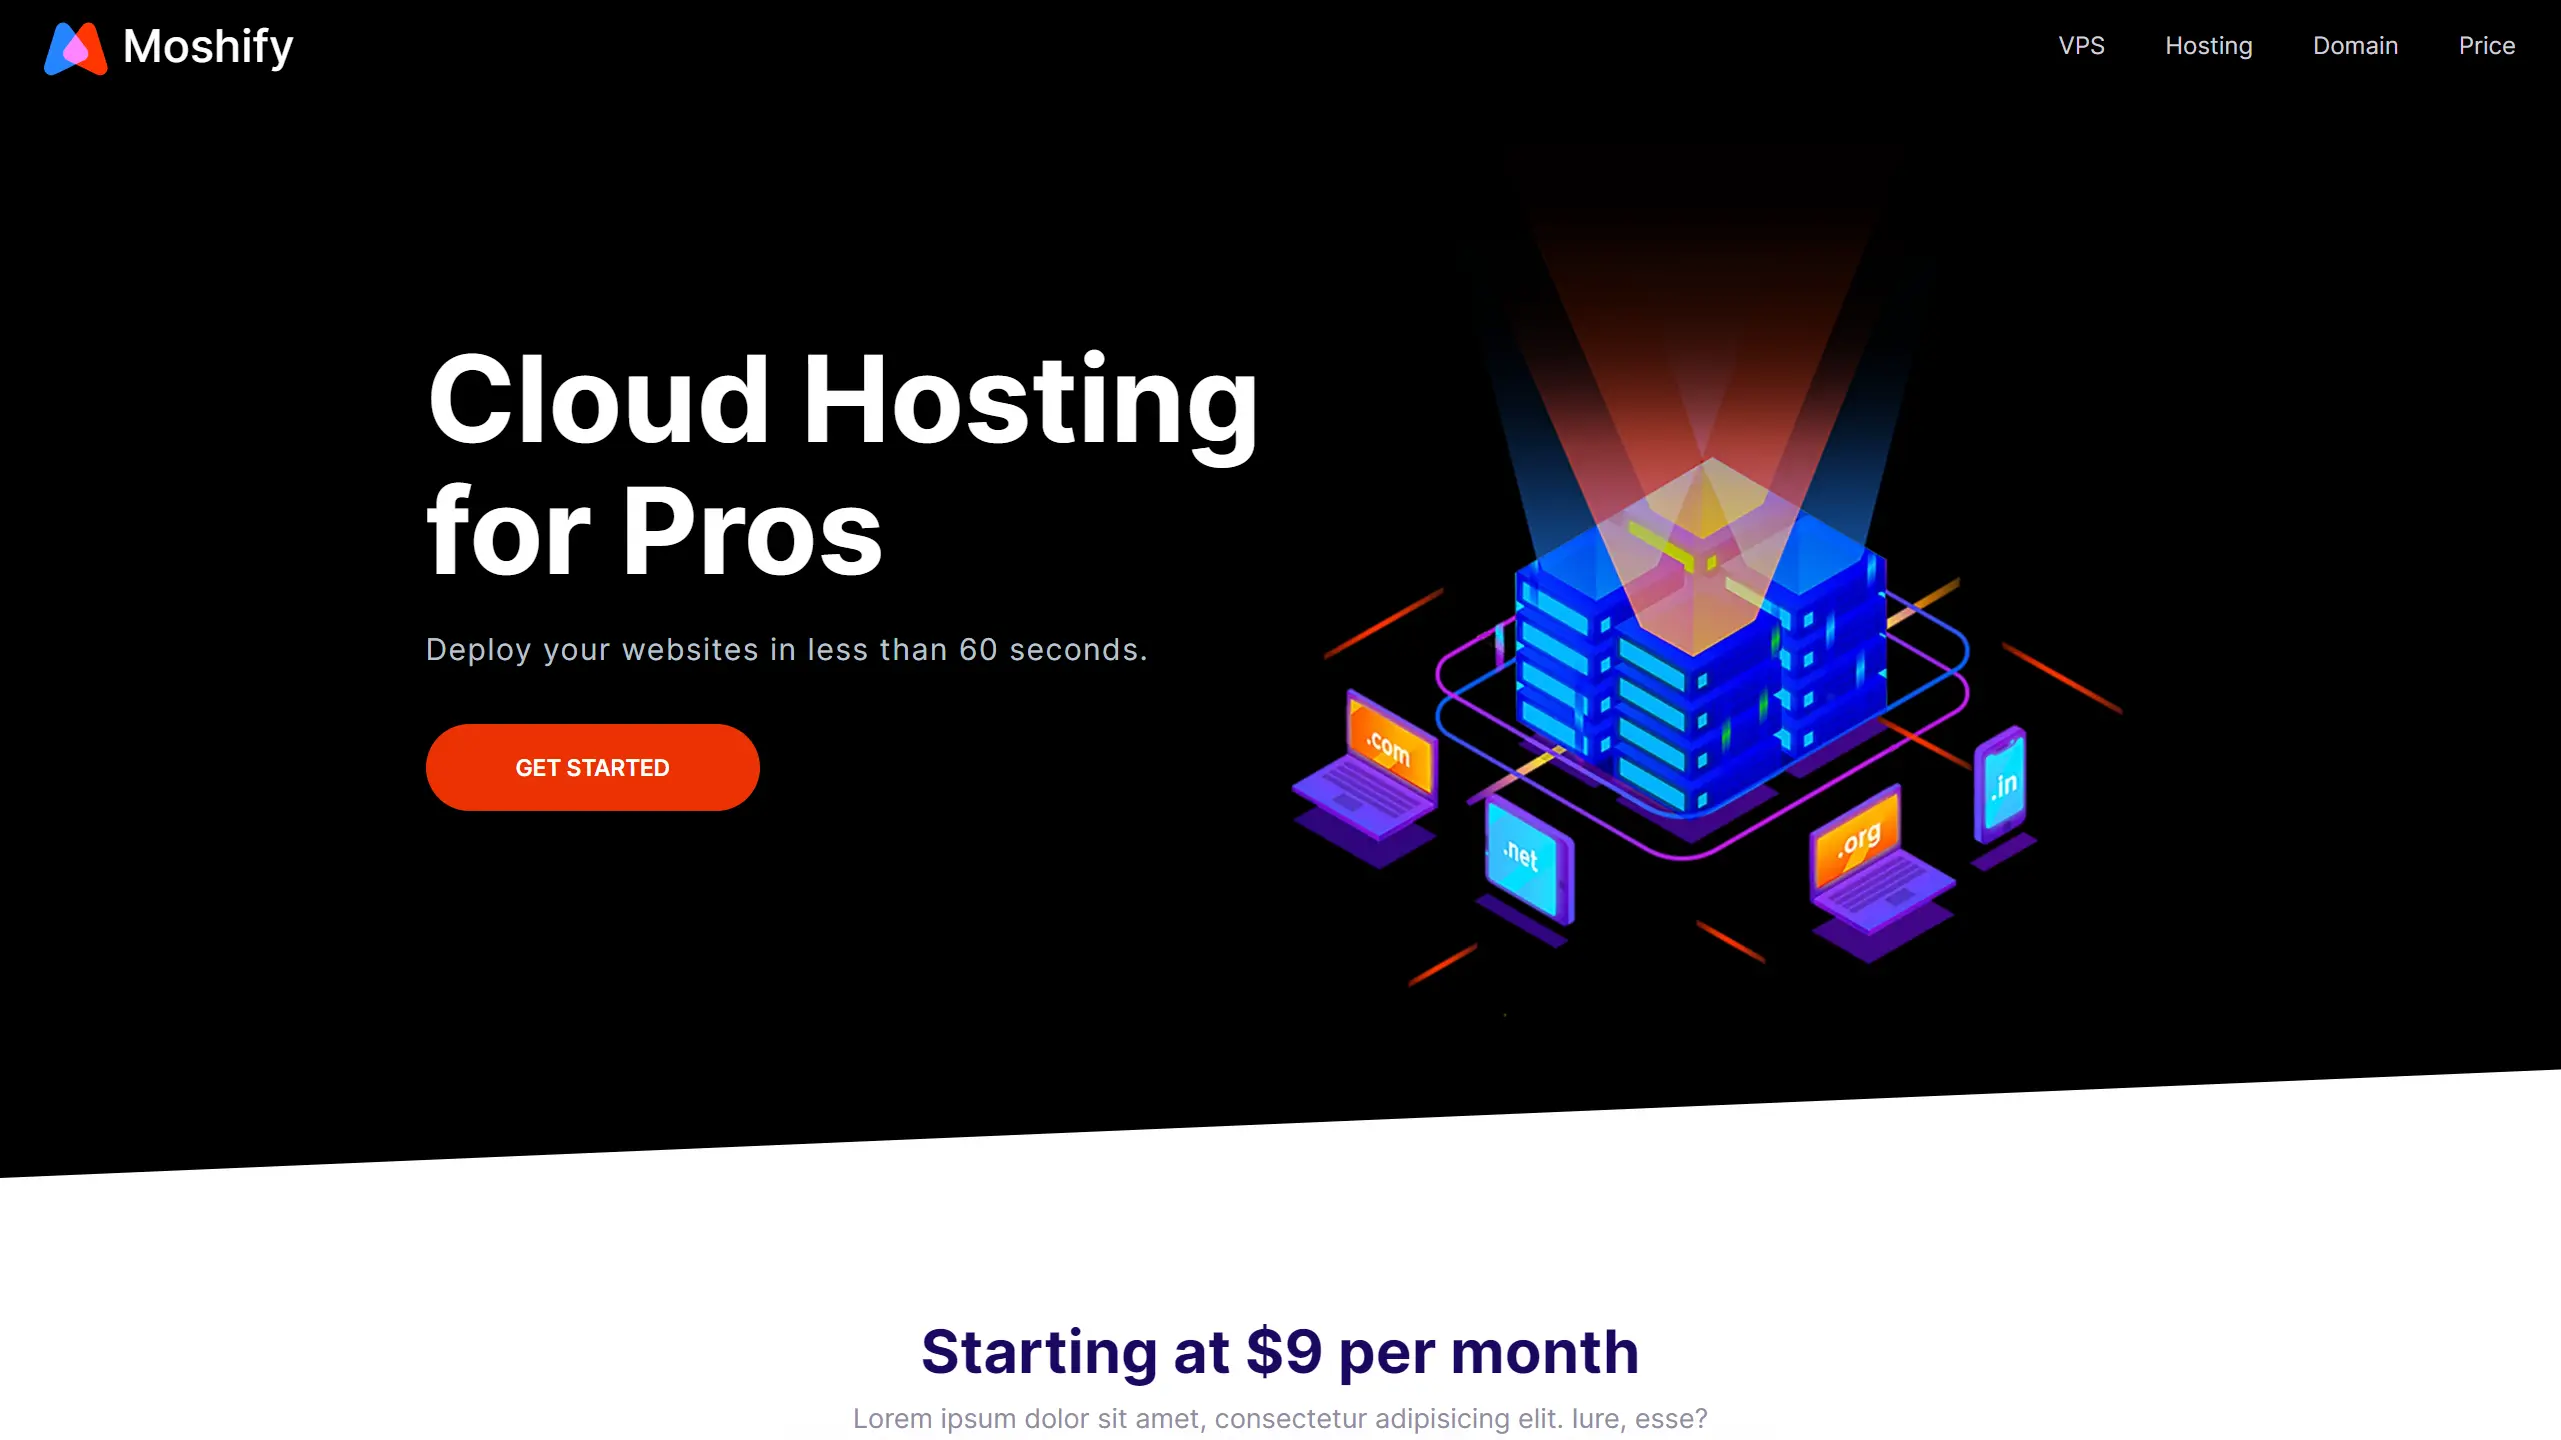 Moshify
VPS
Hosting
Domain
Price
Cloud Hosting
for Pros
Deploy your websites in less than 60 seconds.
GET STARTED
.com
.net
.org
.in
Starting at $9 per month
Lorem ipsum dolor sit amet, consectetur adipisicing elit. Iure, esse?